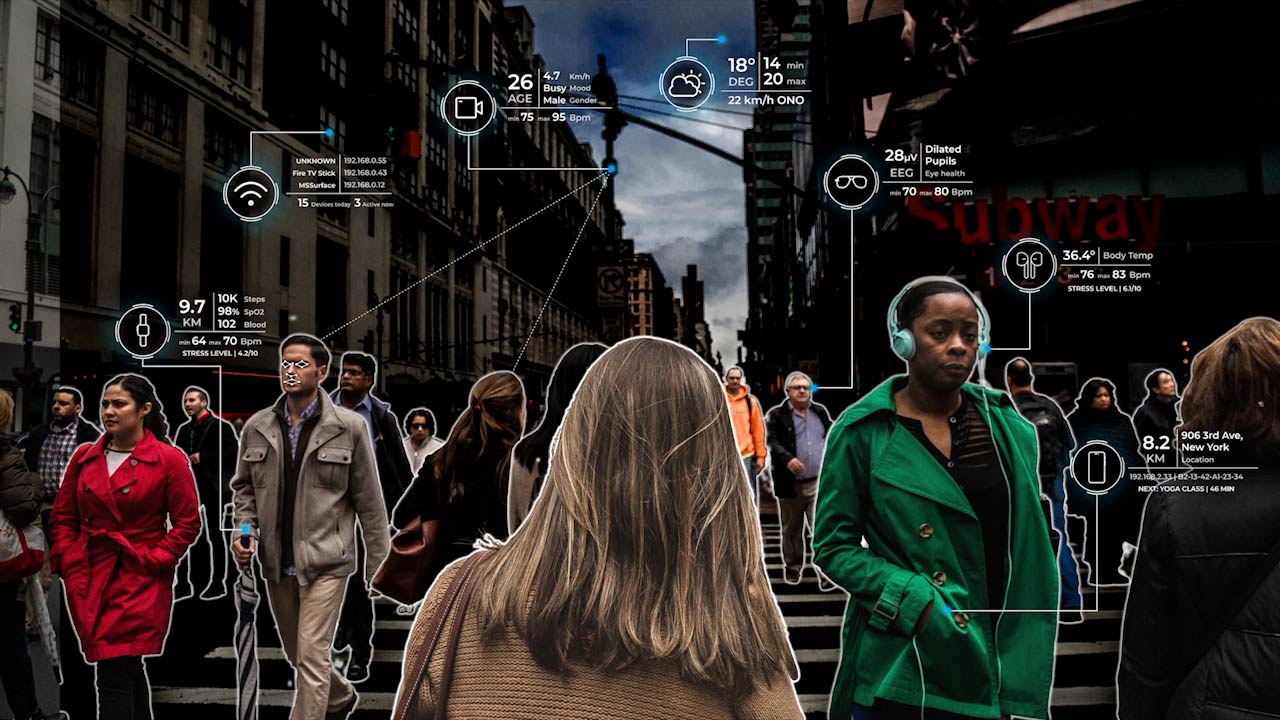 18° DEG
14 min
20 max
22 km/h ONO
26 AGE
4.7 Km/h
Busy Mood
Male Gender
min 75 max 95 Bpm
UNKNOWN 192.168.0.55
Fire TV Stick 192.168.0.43
MSSurface 192.168.0.12
15 Devices today 3 Active now
28µV EEG
Dilated
Pupils
Eye health
min 70 max 80 Bpm
Subway
36.4° Body Temp
min 76 max 83 Bpm
STRESS LEVEL | 6.1/10
9.7 KM
10K Steps
98% SpO2
102 Blood
min 64 max 70 Bpm
STRESS LEVEL | 4.2/10
8.2 KM
906 3rd Ave,
New York
Location
192.168.2.33 | B2-13-42-A1-23-34
NEXT: YOGA CLASS | 46 MIN